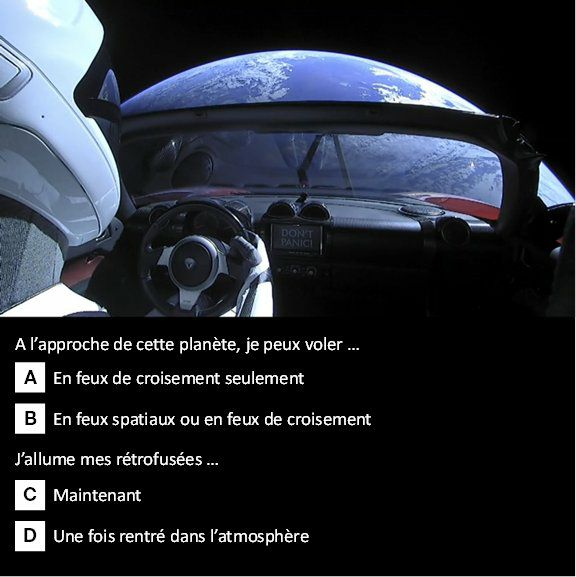 DON'T
PANIC!
A l'approche de cette planète, je peux voler ...
A En feux de croisement seulement
B En feux spatiaux ou en feux de croisement
J'allume mes rétrofusées ...
C Maintenant
D Une fois rentré dans l'atmosphère